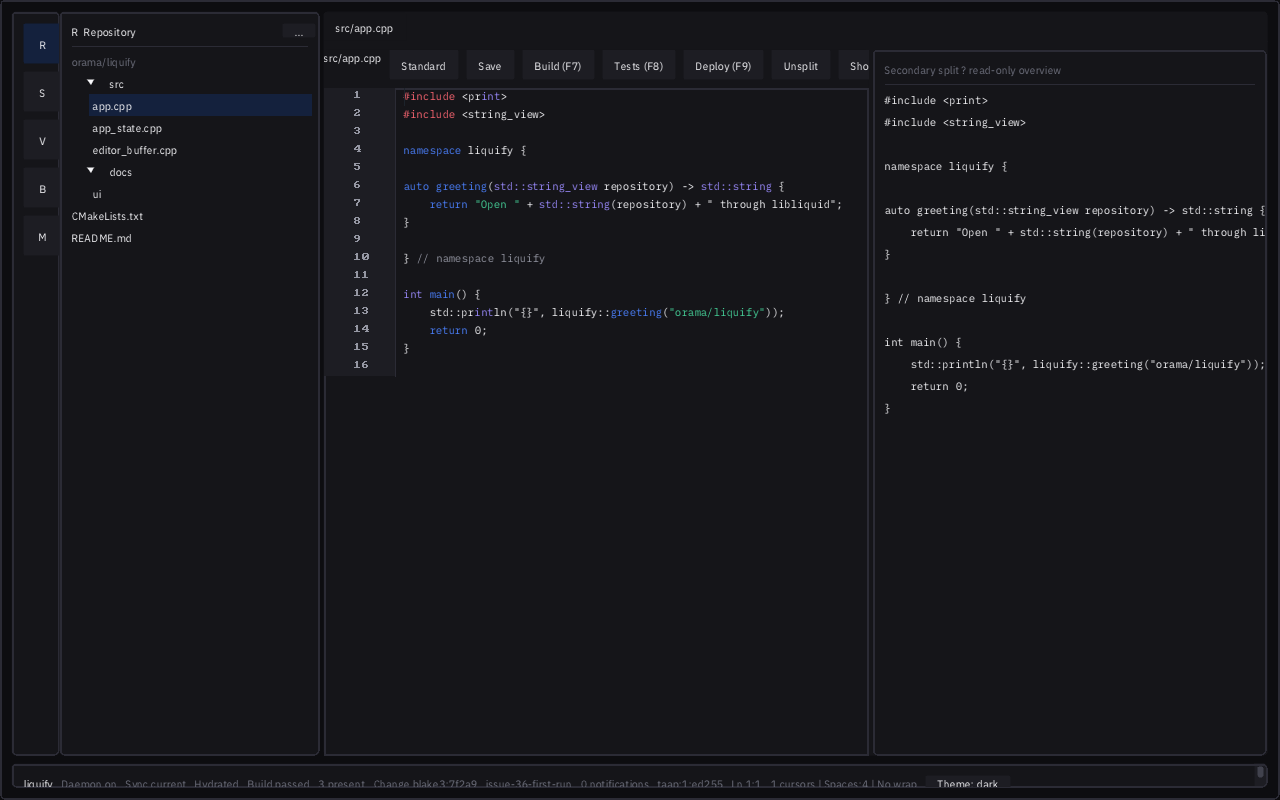 R
S
V
B
M
R Repository
...
orama/liquify
src
app.cpp
app_state.cpp
editor_buffer.cpp
docs
ui
CMakeLists.txt
README.md
src/app.cpp
src/app.cpp Standard Save Build (F7) Tests (F8) Deploy (F9) Unsplit Sho
1 #include <print>
2 #include <string_view>
3
4 namespace liquify {
5
6 auto greeting(std::string_view repository) -> std::string {
7     return "Open " + std::string(repository) + " through libliquid";
8 }
9
10 } // namespace liquify
11
12 int main() {
13     std::println("{}", liquify::greeting("orama/liquify"));
14     return 0;
15 }
16
Secondary split ? read-only overview
#include <print>
#include <string_view>
namespace liquify {
auto greeting(std::string_view repository) -> std::string {
    return "Open " + std::string(repository) + " through li
}
} // namespace liquify
int main() {
    std::println("{}", liquify::greeting("orama/liquify"));
    return 0;
}
liquify Daemon on Sync current Hydrated Build passed 3 present Change blake3:7f2a9 issue-36-first-run 0 notifications taan:1:ed255 Ln 1:1 1 cursors | Spaces:4 | No wrap Theme: dark